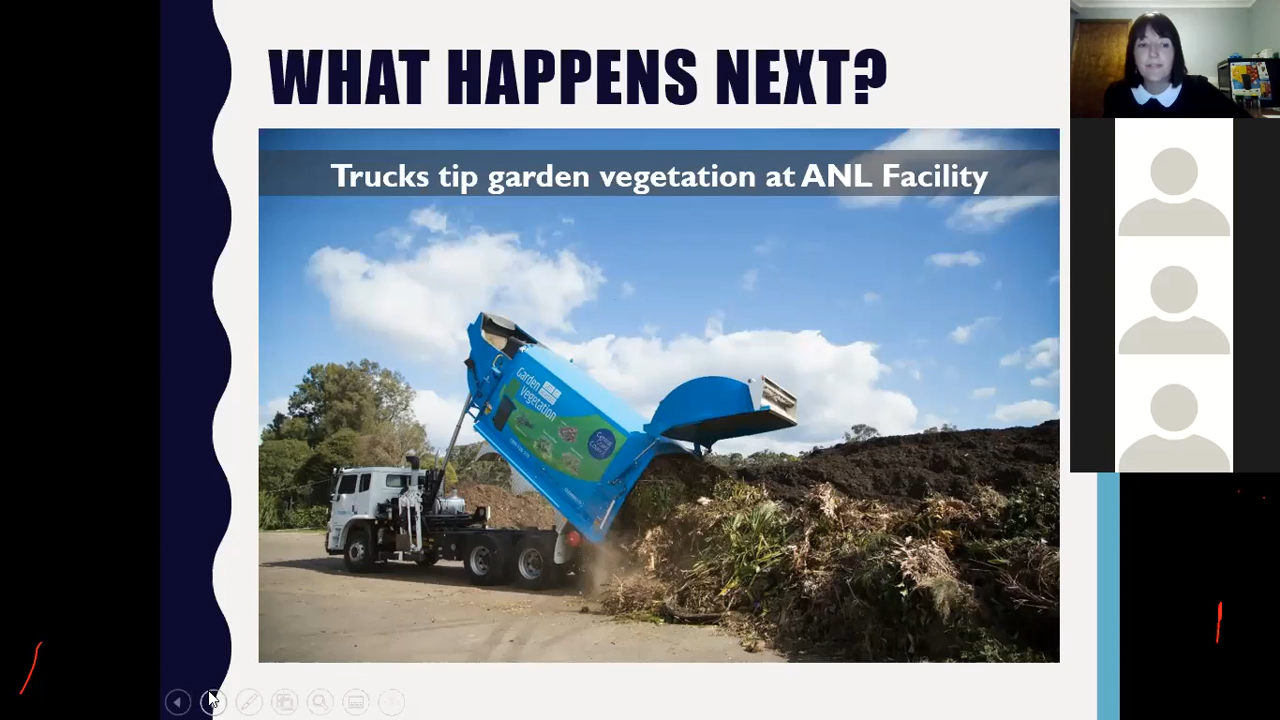 WHAT HAPPENS NEXT?
Trucks tip garden vegetation at ANL Facility
Garden
Vegetation